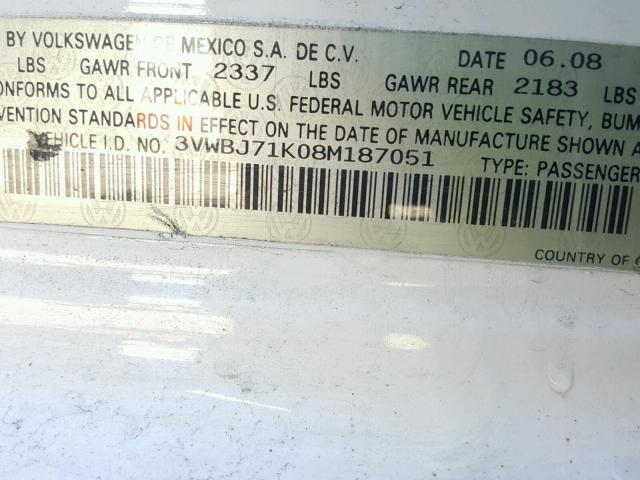 BY VOLKSWAGEN DE MEXICO S.A. DE C.V. DATE 06.08
LBS GAWR FRONT 2337 LBS GAWR REAR 2183 LBS
CONFORMS TO ALL APPLICABLE U.S. FEDERAL MOTOR VEHICLE SAFETY, BUM
VENTION STANDARDS IN EFFECT ON THE DATE OF MANUFACTURE SHOWN A
VEHICLE I.D. NO. 3VWBJ71K08M187051 TYPE: PASSENGER
COUNTRY OF